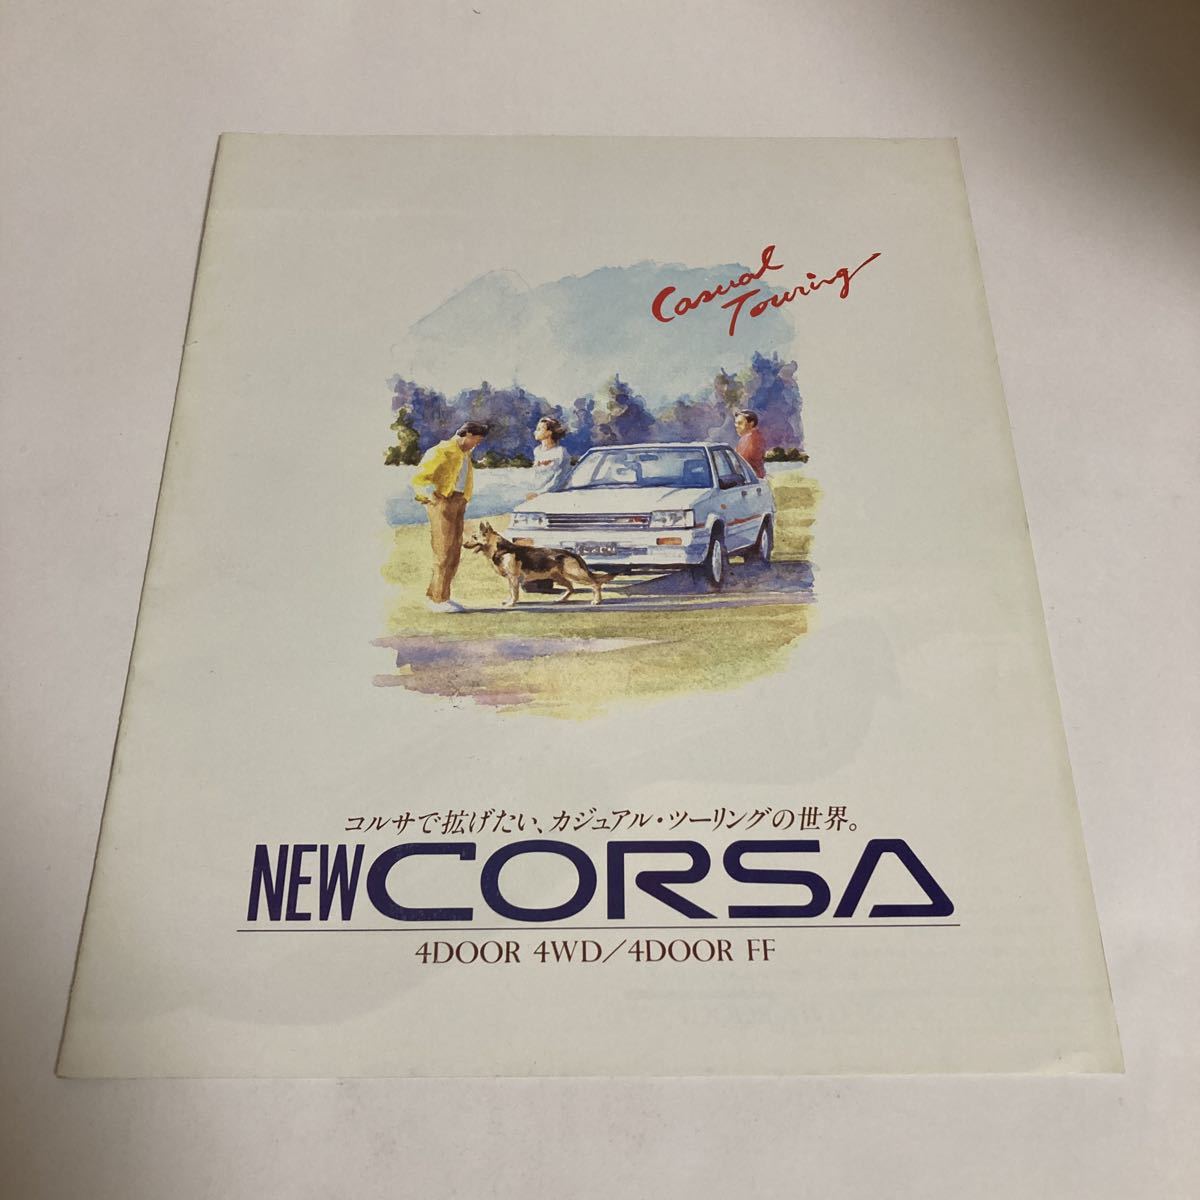 Casual
Touring
コルサで拡げたい、カジュアル・ツーリングの世界。
NEW CORSA
4DOOR 4WD/4DOOR FF